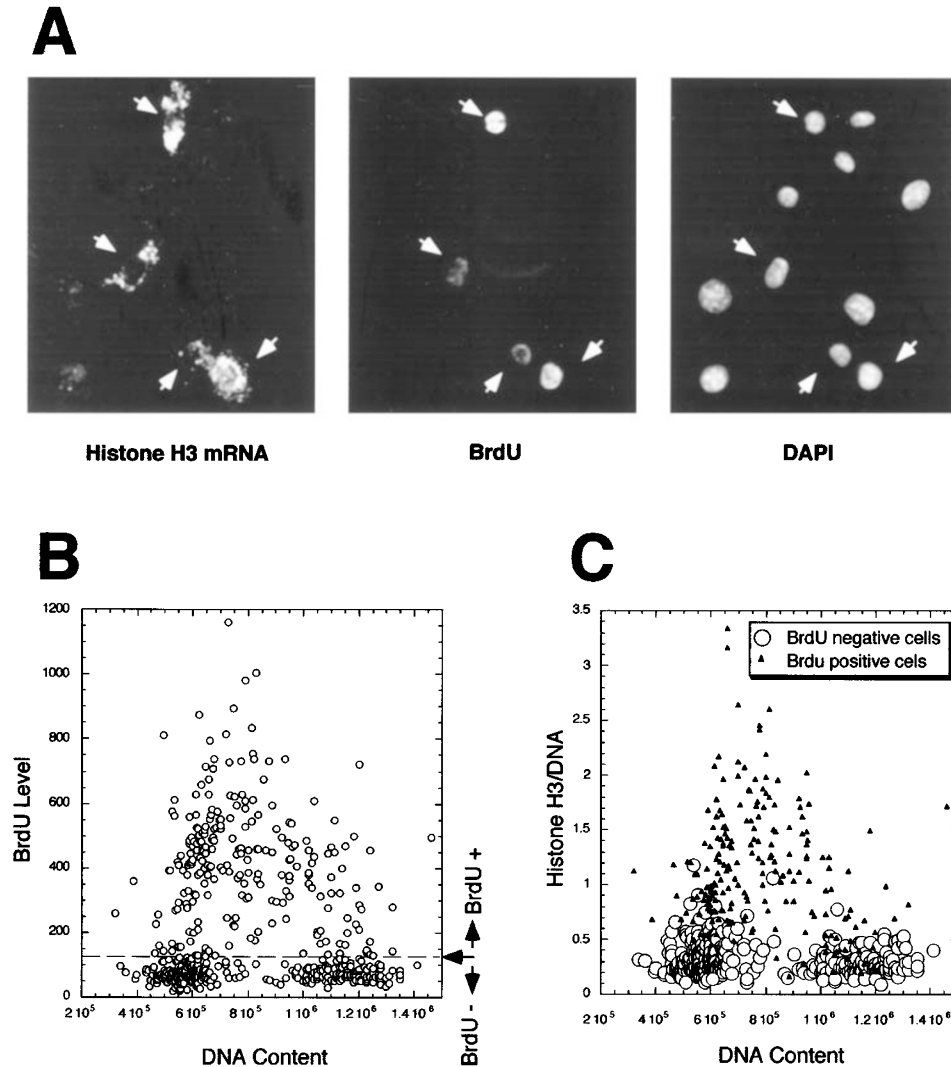 A
Histone H3 mRNA
BrdU
DAPI
B
1200
1000
800
600
400
200
0
BrdU Level
2 10⁵
4 10⁵
6 10⁵
8 10⁵
1 10⁶
1.2 10⁶
1.4 10⁶
DNA Content
BrdU +
BrdU -
C
3.5
3
2.5
2
1.5
1
0.5
0
Histone H3/DNA
BrdU negative cells
Brdu positive cels
2 10⁵
4 10⁵
6 10⁵
8 10⁵
1 10⁶
1.2 10⁶
1.4 10⁶
DNA Content